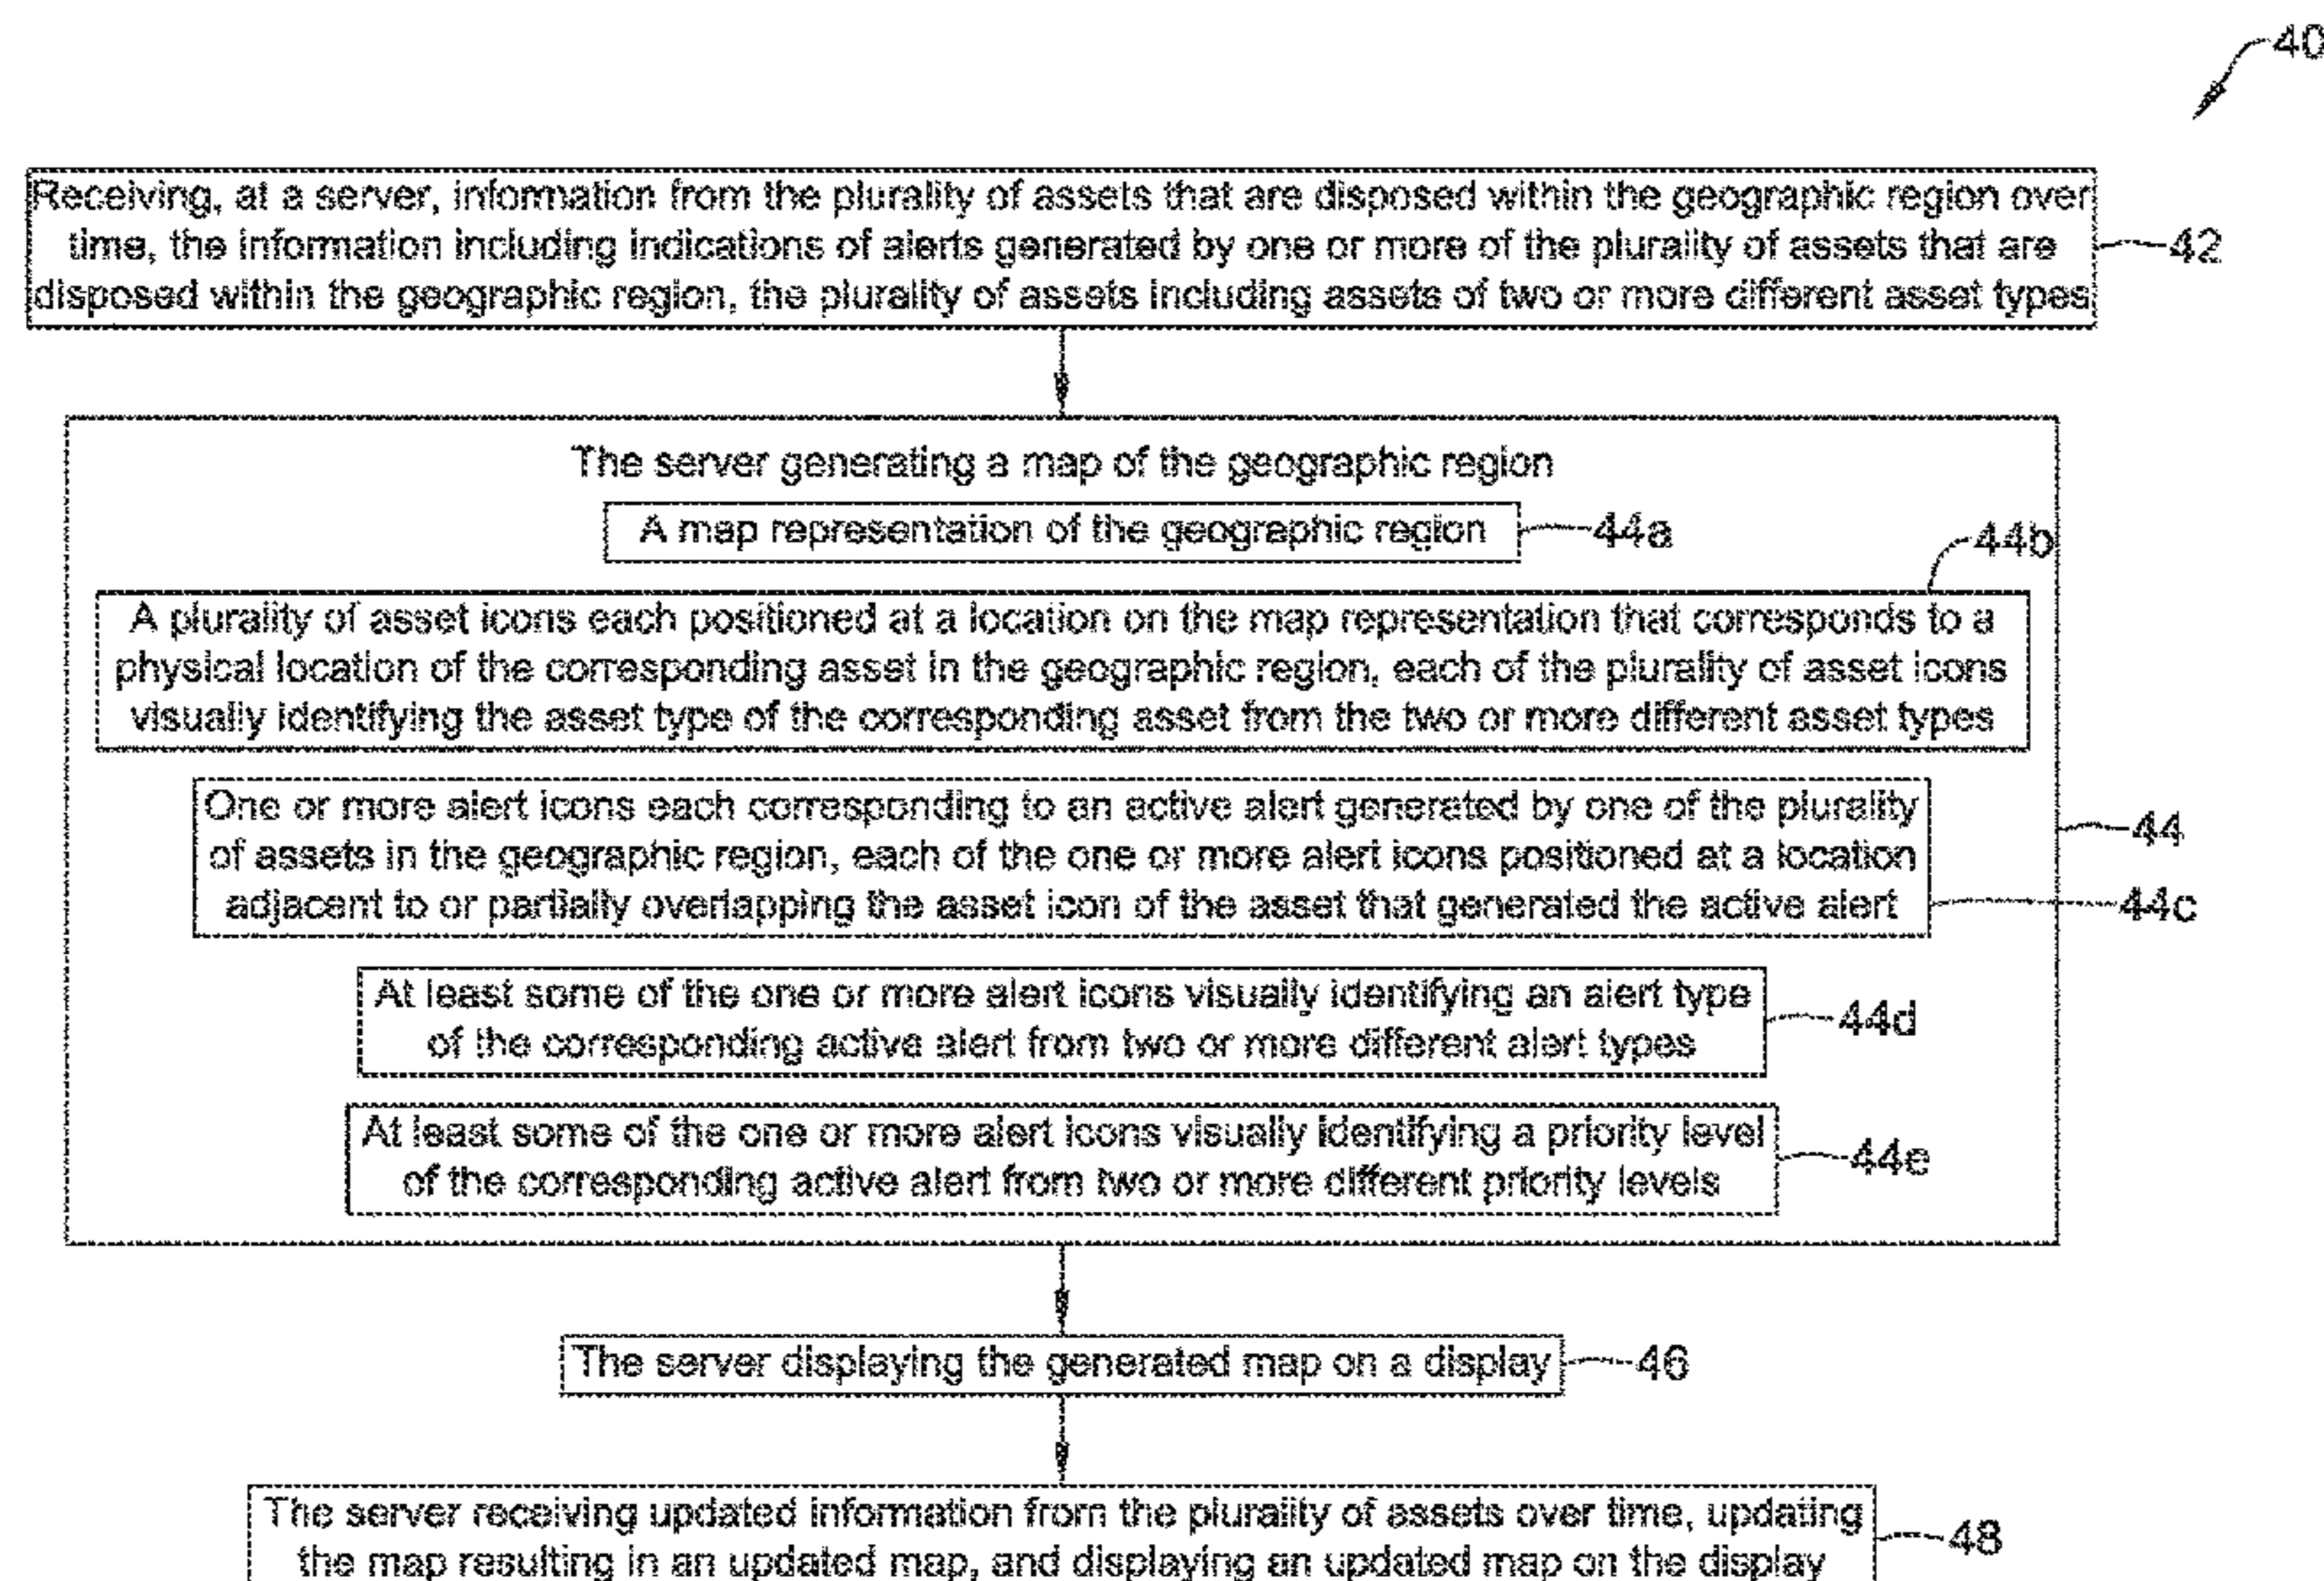 40
Receiving, at a server, information from the plurality of assets that are disposed within the geographic region over
time, the information including indications of alerts generated by one or more of the plurality of assets that are
disposed within the geographic region, the plurality of assets including assets of two or more different asset types
42
The server generating a map of the geographic region
A map representation of the geographic region
44a
44b
A plurality of asset icons each positioned at a location on the map representation that corresponds to a
physical location of the corresponding asset in the geographic region, each of the plurality of asset icons
visually identifying the asset type of the corresponding asset from the two or more different asset types
One or more alert icons each corresponding to an active alert generated by one of the plurality
of assets in the geographic region, each of the one or more alert icons positioned at a location
adjacent to or partially overlapping the asset icon of the asset that generated the active alert
44
44c
At least some of the one or more alert icons visually identifying an alert type
of the corresponding active alert from two or more different alert types
44d
At least some of the one or more alert icons visually identifying a priority level
of the corresponding active alert from two or more different priority levels
44e
The server displaying the generated map on a display
46
The server receiving updated information from the plurality of assets over time, updating
the map resulting in an updated map, and displaying an updated map on the display
48